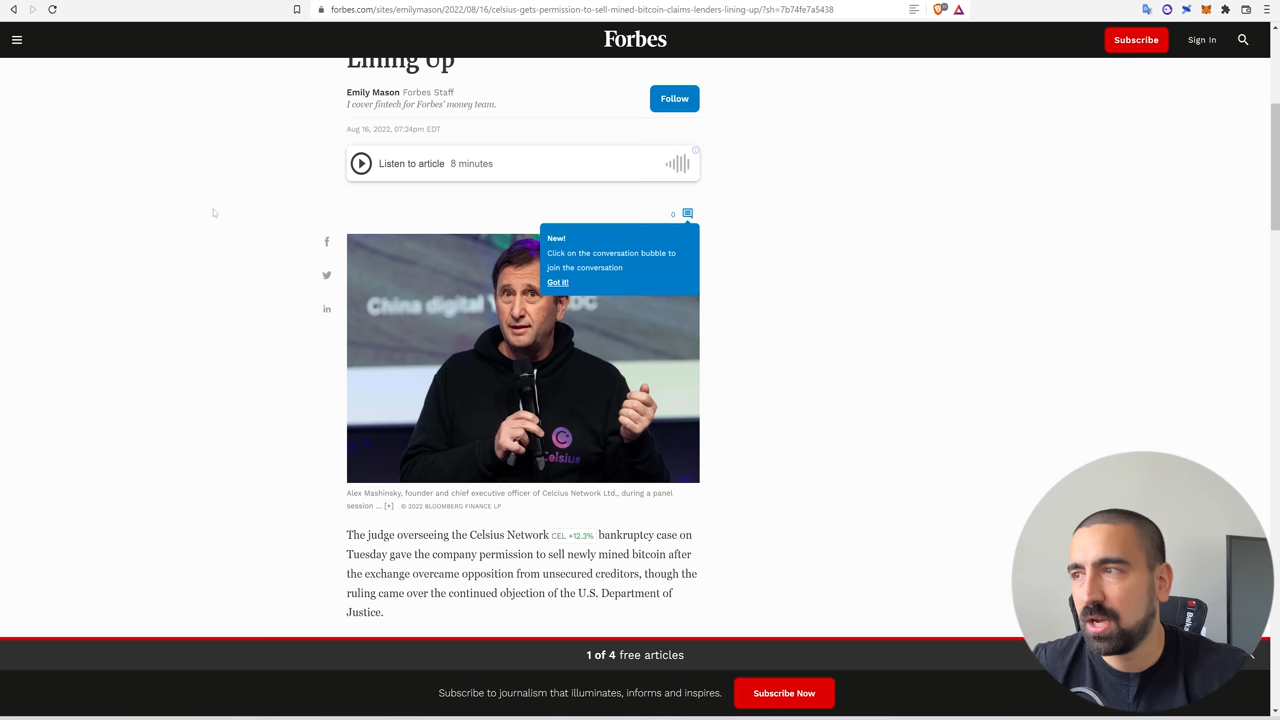 forbes.com/sites/emilymason/2022/08/16/celsius-gets-permission-to-sell-mined-bitcoin-claims-lenders-lining-up/?sh=7b74fe7a5438
Forbes
Subscribe
Sign In
Lining Up
Emily Mason Forbes Staff
I cover fintech for Forbes' money team.
Follow
Aug 16, 2022, 07:24pm EDT
Listen to article 8 minutes
0
New!
Click on the conversation bubble to
join the conversation
Got it!
China digital
DC
Celsius
Alex Mashinsky, founder and chief executive officer of Celcius Network Ltd., during a panel
session ... [+] © 2022 BLOOMBERG FINANCE LP
The judge overseeing the Celsius Network CEL +12.3% bankruptcy case on
Tuesday gave the company permission to sell newly mined bitcoin after
the exchange overcame opposition from unsecured creditors, though the
ruling came over the continued objection of the U.S. Department of
Justice.
1 of 4 free articles
Subscribe to journalism that illuminates, informs and inspires.
Subscribe Now